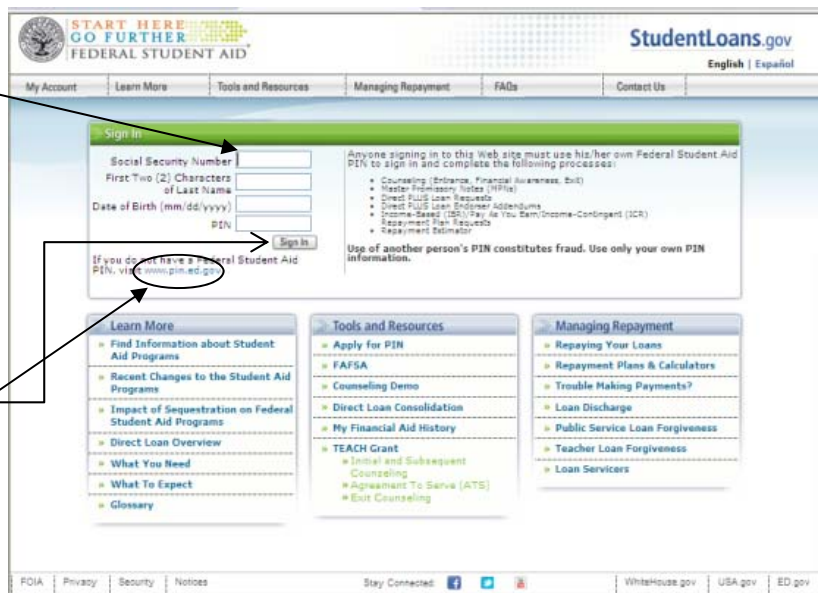 START HERE
GO FURTHER
FEDERAL STUDENT AID
StudentLoans.gov
English | Español
My Account
Learn More
Tools and Resources
Managing Repayment
FAQs
Contact Us
Sign In
Social Security Number
First Two (2) Characters
of Last Name
Date of Birth (mm/dd/yyyy)
PIN
Sign In
If you do not have a Federal Student Aid
PIN, visit www.pin.ed.gov
Anyone signing in to this Web site must use his/her own Federal Student Aid
PIN to sign in and complete the following processes:
• Counseling (Entrance, Financial Awareness, Exit)
• Master Promissory Notes (MPNs)
• Direct PLUS Loan Requests
• Direct PLUS Loan Endorser Addendums
• Income-Based (IBR)/Pay As You Earn/Income-Contingent (ICR)
Repayment Plan Requests
• Repayment Estimator
Use of another person's PIN constitutes fraud. Use only your own PIN
information.
Learn More
» Find Information about Student
Aid Programs
» Recent Changes to the Student Aid
Programs
» Impact of Sequestration on Federal
Student Aid Programs
» Direct Loan Overview
» What You Need
» What To Expect
» Glossary
Tools and Resources
» Apply for PIN
» FAFSA
» Counseling Demo
» Direct Loan Consolidation
» My Financial Aid History
» TEACH Grant
» Initial and Subsequent
Counseling
» Agreement To Serve (ATS)
» Exit Counseling
Managing Repayment
» Repaying Your Loans
» Repayment Plans & Calculators
» Trouble Making Payments?
» Loan Discharge
» Public Service Loan Forgiveness
» Teacher Loan Forgiveness
» Loan Servicers
FOIA
Privacy
Security
Notices
Stay Connected
WhiteHouse.gov
USA.gov
ED.gov